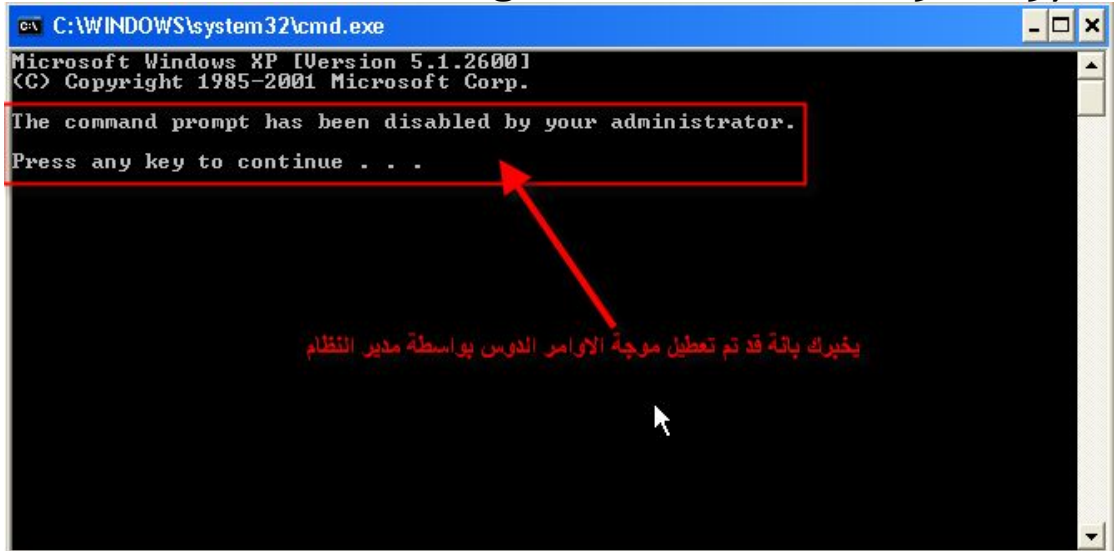 C:\WINDOWS\system32\cmd.exe
Microsoft Windows XP [Version 5.1.2600]
(C) Copyright 1985-2001 Microsoft Corp.
The command prompt has been disabled by your administrator.
Press any key to continue . . .
يخبرك بانة قد تم تعطيل موجة الاوامر الدوس بواسطة مدير النظام